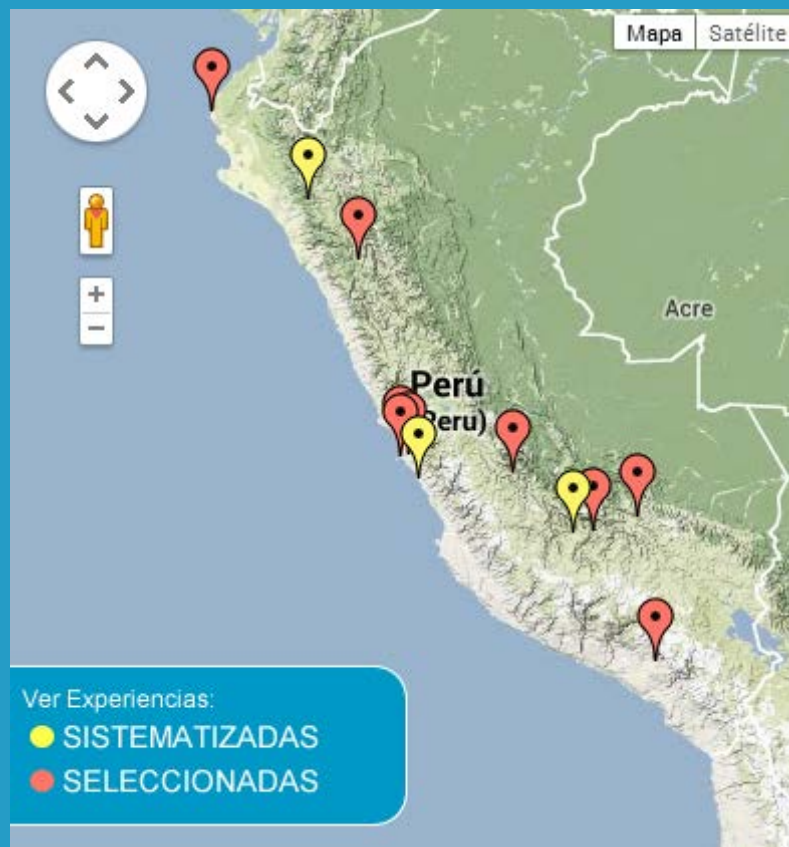 Mapa
Satélite
Acre
Perú
Peru)
Ver Experiencias:
SISTEMATIZADAS
SELECCIONADAS
+
−